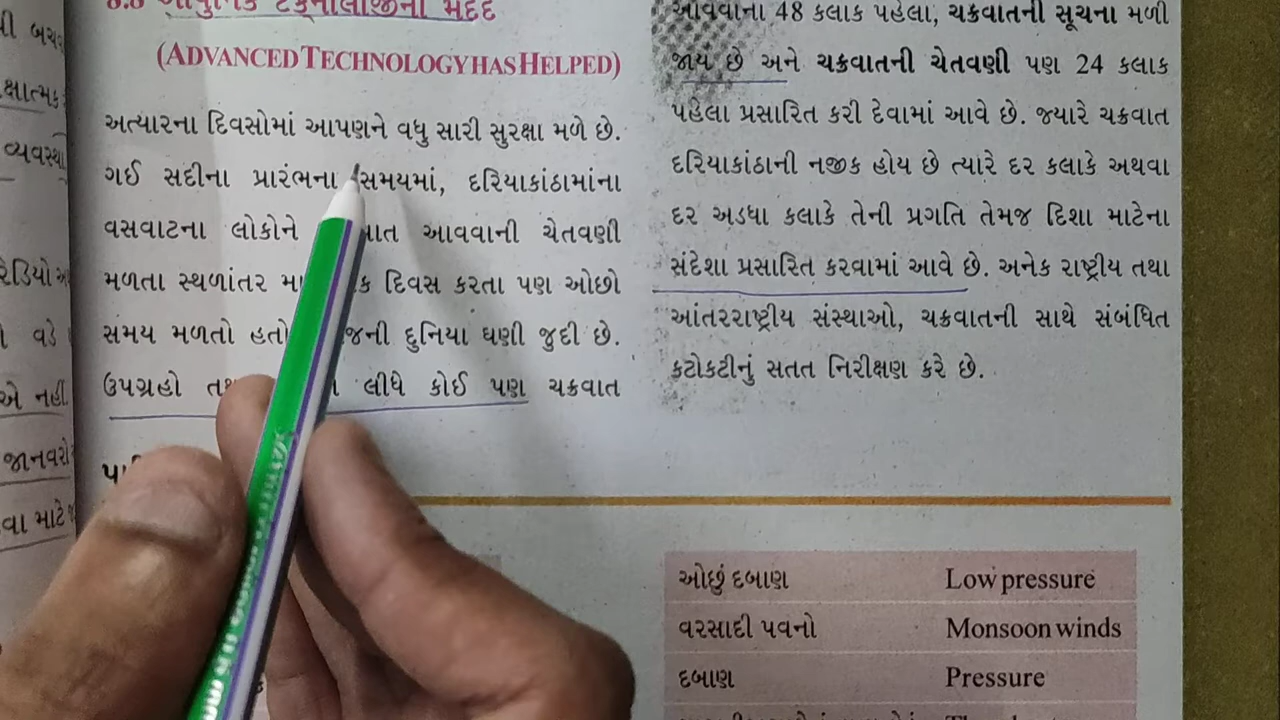 મદદ
(ADVANCED TECHNOLOGY HAS HELPED)
અત્યારના દિવસોમાં આપણને વધુ સારી સુરક્ષા મળે છે.
ગઈ સદીના પ્રારંભના સમયમાં, દરિયાકાંઠામાંના
વસવાટના લોકોને આવવાની ચેતવણી
મળતા સ્થળાંતર દિવસ કરતા પણ ઓછો
સમય મળતો હતો દુનિયા ઘણી જુદી છે.
ઉપગ્રહો લીધે કોઈ પણ ચક્રવાત
આવવાના 48 કલાક પહેલા, ચક્રવાતની સૂચના મળી
જાય છે અને ચક્રવાતની ચેતવણી પણ 24 કલાક
પહેલા પ્રસારિત કરી દેવામાં આવે છે. જ્યારે ચક્રવાત
દરિયાકાંઠાની નજીક હોય છે ત્યારે દર કલાકે અથવા
દર અડધા કલાકે તેની પ્રગતિ તેમજ દિશા માટેના
સંદેશા પ્રસારિત કરવામાં આવે છે. અનેક રાષ્ટ્રીય તથા
આંતરરાષ્ટ્રીય સંસ્થાઓ, ચક્રવાતની સાથે સંબંધિત
કટોકટીનું સતત નિરીક્ષણ કરે છે.
ઓછું દબાણ Low pressure
વરસાદી પવનો Monsoon winds
દબાણ Pressure